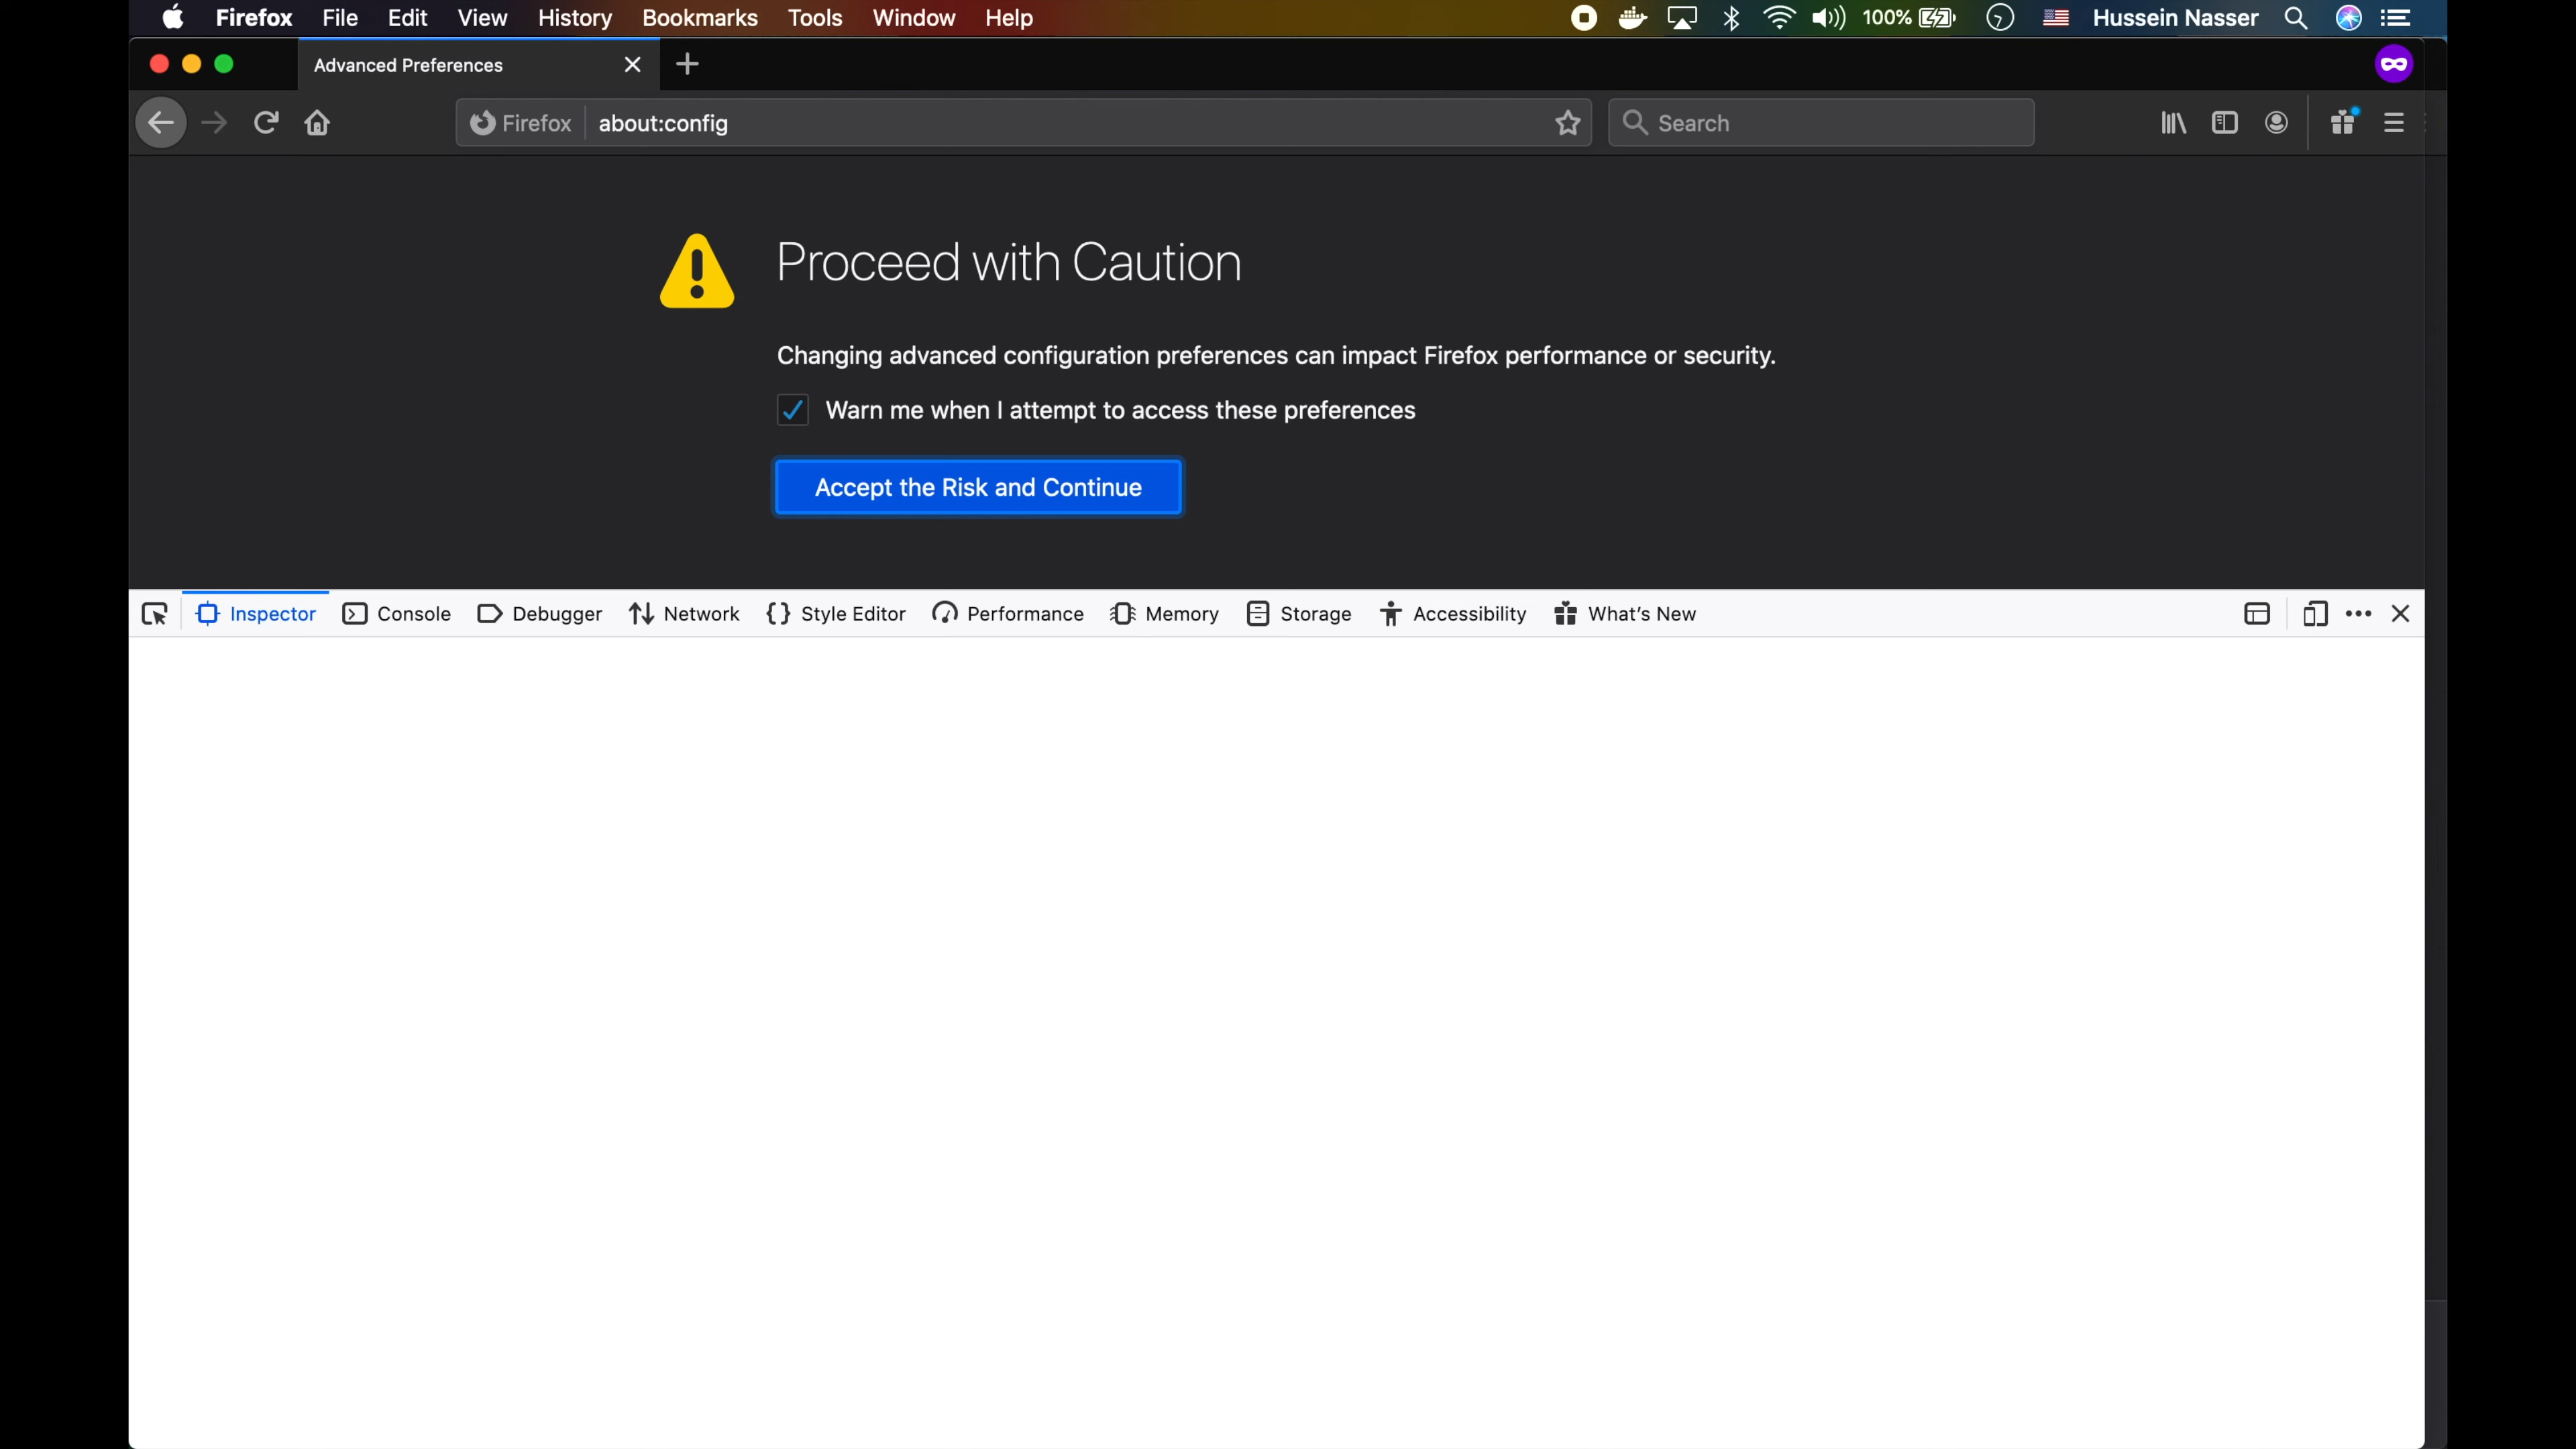 Firefox File Edit View History Bookmarks Tools Window Help 100% Hussein Nasser
Advanced Preferences
Firefox about:config Search
Proceed with Caution
Changing advanced configuration preferences can impact Firefox performance or security.
Warn me when I attempt to access these preferences
Accept the Risk and Continue
Inspector Console Debugger Network Style Editor Performance Memory Storage Accessibility What's New